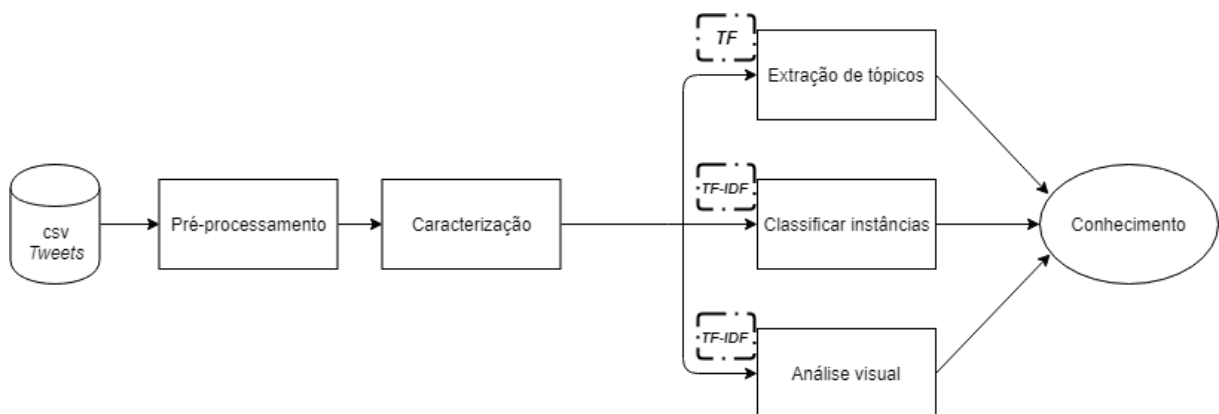 csv
Tweets
Pré-processamento
Caracterização
TF
Extração de tópicos
TF-IDF
Classificar instâncias
TF-IDF
Análise visual
Conhecimento